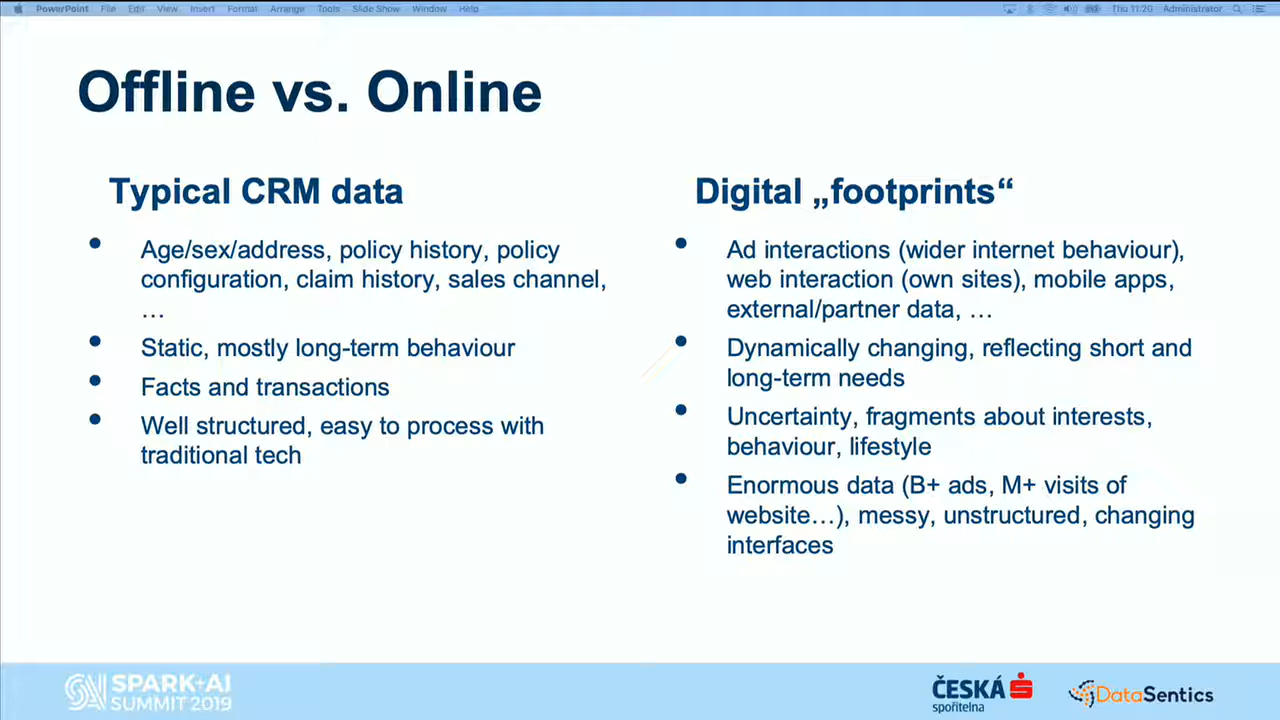 PowerPoint File Edit View Insert Format Arrange Tools Slide Show Window Help
Thu 11:20 Administrator
Offline vs. Online
Typical CRM data
• Age/sex/address, policy history, policy
configuration, claim history, sales channel,
…
• Static, mostly long-term behaviour
• Facts and transactions
• Well structured, easy to process with
traditional tech
Digital „footprints“
• Ad interactions (wider internet behaviour),
web interaction (own sites), mobile apps,
external/partner data, …
• Dynamically changing, reflecting short and
long-term needs
• Uncertainty, fragments about interests,
behaviour, lifestyle
• Enormous data (B+ ads, M+ visits of
website…), messy, unstructured, changing
interfaces
SPARK+AI
SUMMIT 2019
ČESKÁ
spořitelna
DataSentics